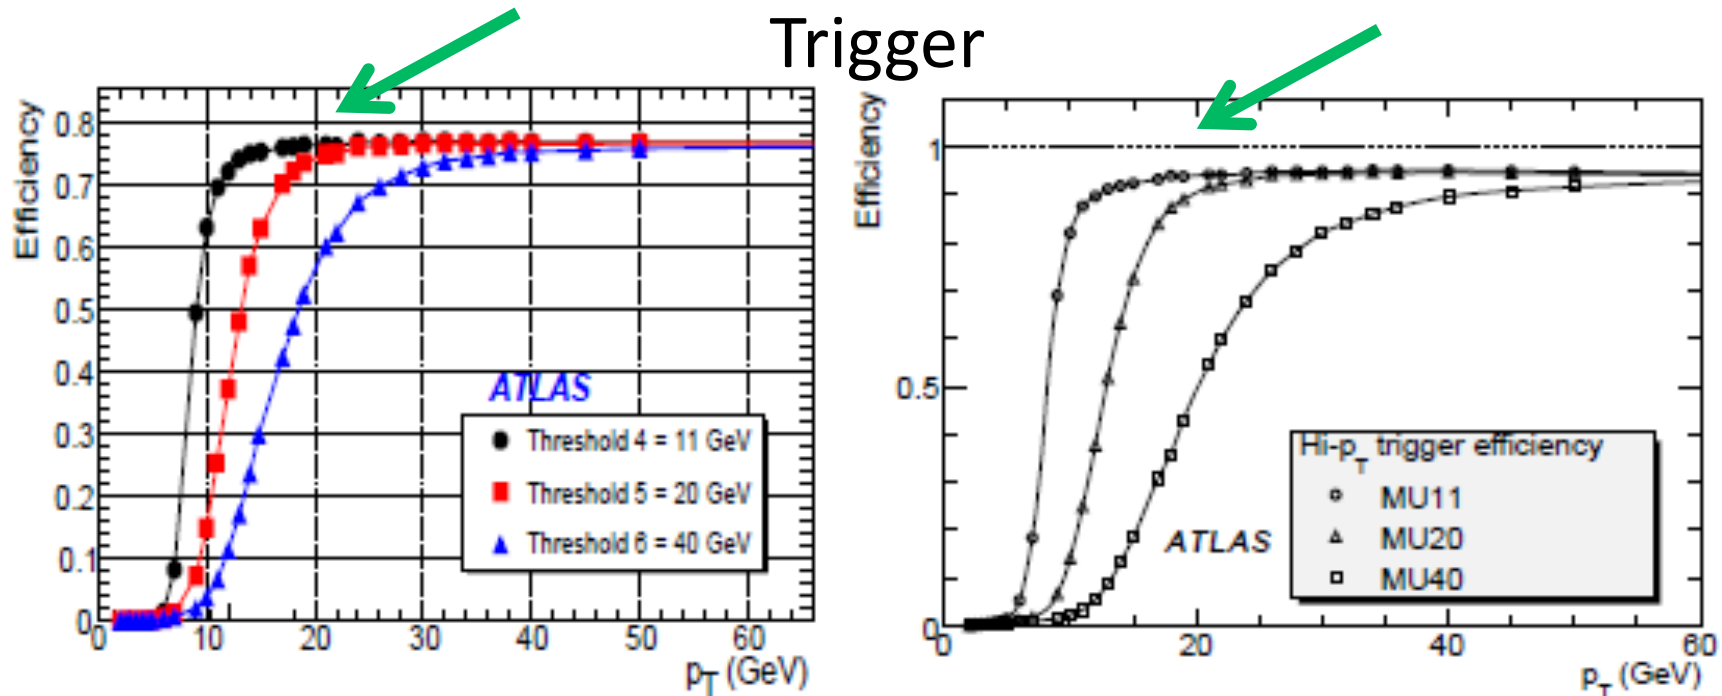 Trigger
Efficiency
0.8
0.7
0.6
0.5
0.4
0.3
0.2
0.1
0
0 10 20 30 40 50 60
p_T (GeV)
ATLAS
Threshold 4 = 11 GeV
Threshold 5 = 20 GeV
Threshold 6 = 40 GeV
Efficiency
1
0.5
0
0 20 40 60
p_T (GeV)
ATLAS
Hi-p_T trigger efficiency
MU11
MU20
MU40